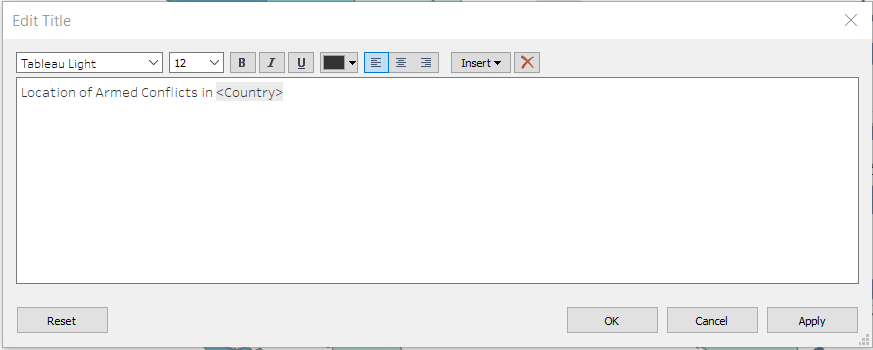 Edit Title
Tableau Light 12 B I U Insert
Location of Armed Conflicts in <Country>
Reset OK Cancel Apply